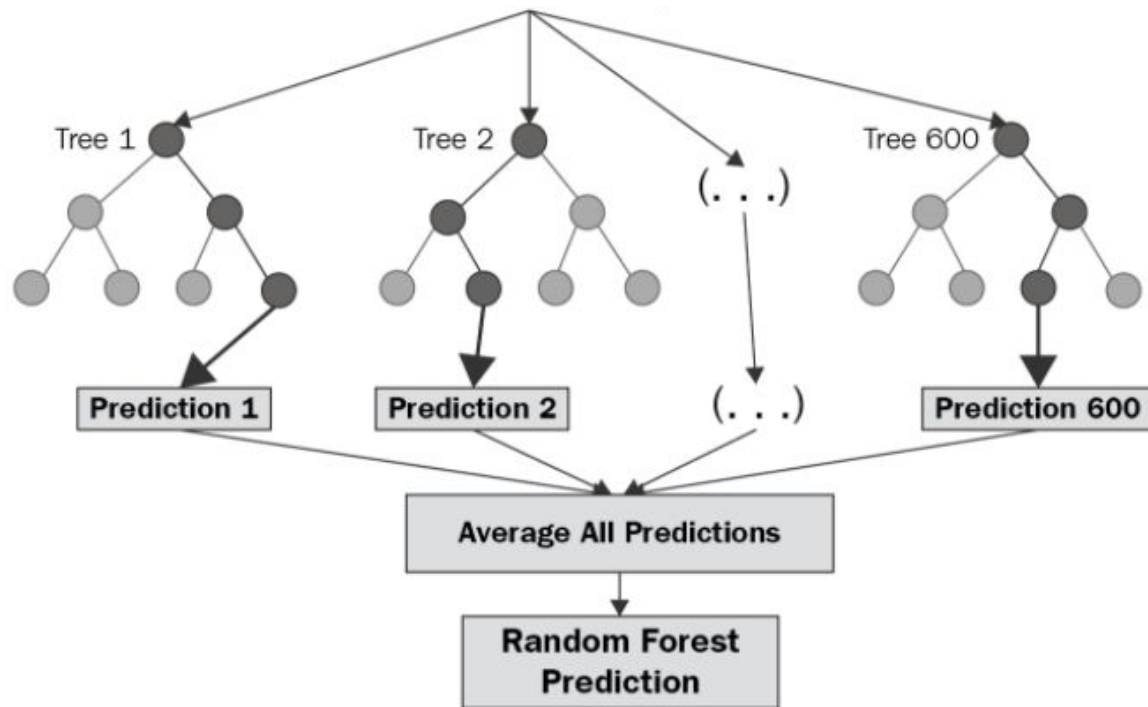 Tree 1
Tree 2
Tree 600
(. . .)
Prediction 1
Prediction 2
(. . .)
Prediction 600
Average All Predictions
Random Forest
Prediction